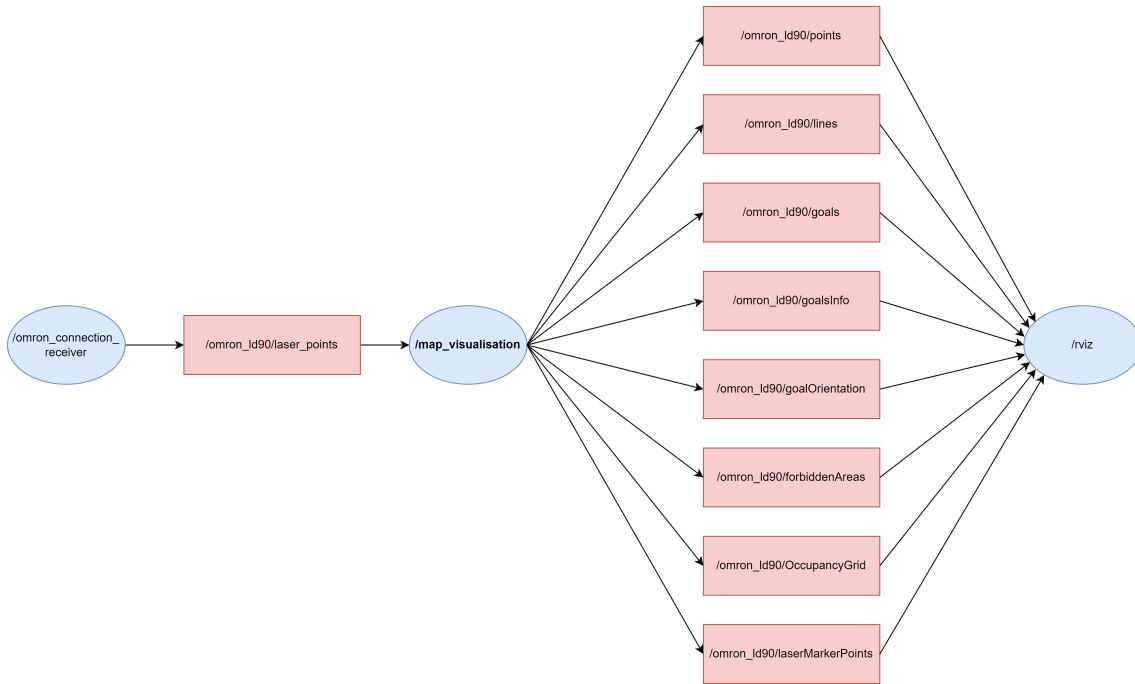 /omron_connection_
receiver
/omron_ld90/laser_points
/map_visualisation
/omron_ld90/points
/omron_ld90/lines
/omron_ld90/goals
/omron_ld90/goalsInfo
/omron_ld90/goalOrientation
/omron_ld90/forbiddenAreas
/omron_ld90/OccupancyGrid
/omron_ld90/laserMarkerPoints
/rviz